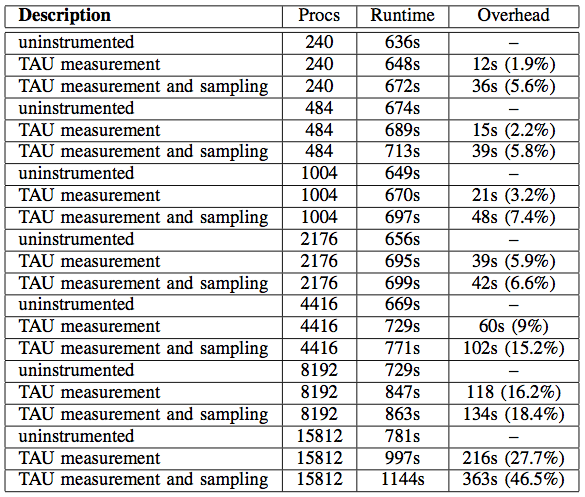 Description Procs Runtime Overhead
uninstrumented 240 636s –
TAU measurement 240 648s 12s (1.9%)
TAU measurement and sampling 240 672s 36s (5.6%)
uninstrumented 484 674s –
TAU measurement 484 689s 15s (2.2%)
TAU measurement and sampling 484 713s 39s (5.8%)
uninstrumented 1004 649s –
TAU measurement 1004 670s 21s (3.2%)
TAU measurement and sampling 1004 697s 48s (7.4%)
uninstrumented 2176 656s –
TAU measurement 2176 695s 39s (5.9%)
TAU measurement and sampling 2176 699s 42s (6.6%)
uninstrumented 4416 669s –
TAU measurement 4416 729s 60s (9%)
TAU measurement and sampling 4416 771s 102s (15.2%)
uninstrumented 8192 729s –
TAU measurement 8192 847s 118 (16.2%)
TAU measurement and sampling 8192 863s 134s (18.4%)
uninstrumented 15812 781s –
TAU measurement 15812 997s 216s (27.7%)
TAU measurement and sampling 15812 1144s 363s (46.5%)